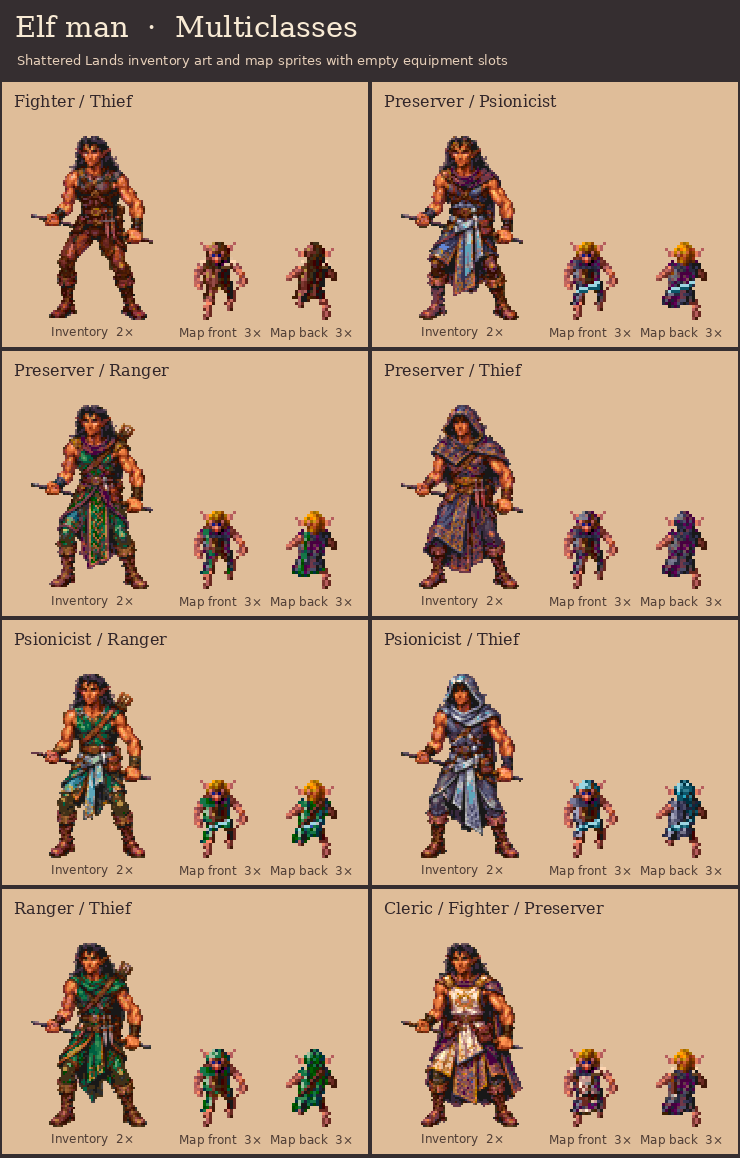 Elf man · Multiclasses
Shattered Lands inventory art and map sprites with empty equipment slots
Fighter / Thief
Inventory 2×
Map front 3×
Map back 3×
Preserver / Psionicist
Inventory 2×
Map front 3×
Map back 3×
Preserver / Ranger
Inventory 2×
Map front 3×
Map back 3×
Preserver / Thief
Inventory 2×
Map front 3×
Map back 3×
Psionicist / Ranger
Inventory 2×
Map front 3×
Map back 3×
Psionicist / Thief
Inventory 2×
Map front 3×
Map back 3×
Ranger / Thief
Inventory 2×
Map front 3×
Map back 3×
Cleric / Fighter / Preserver
Inventory 2×
Map front 3×
Map back 3×